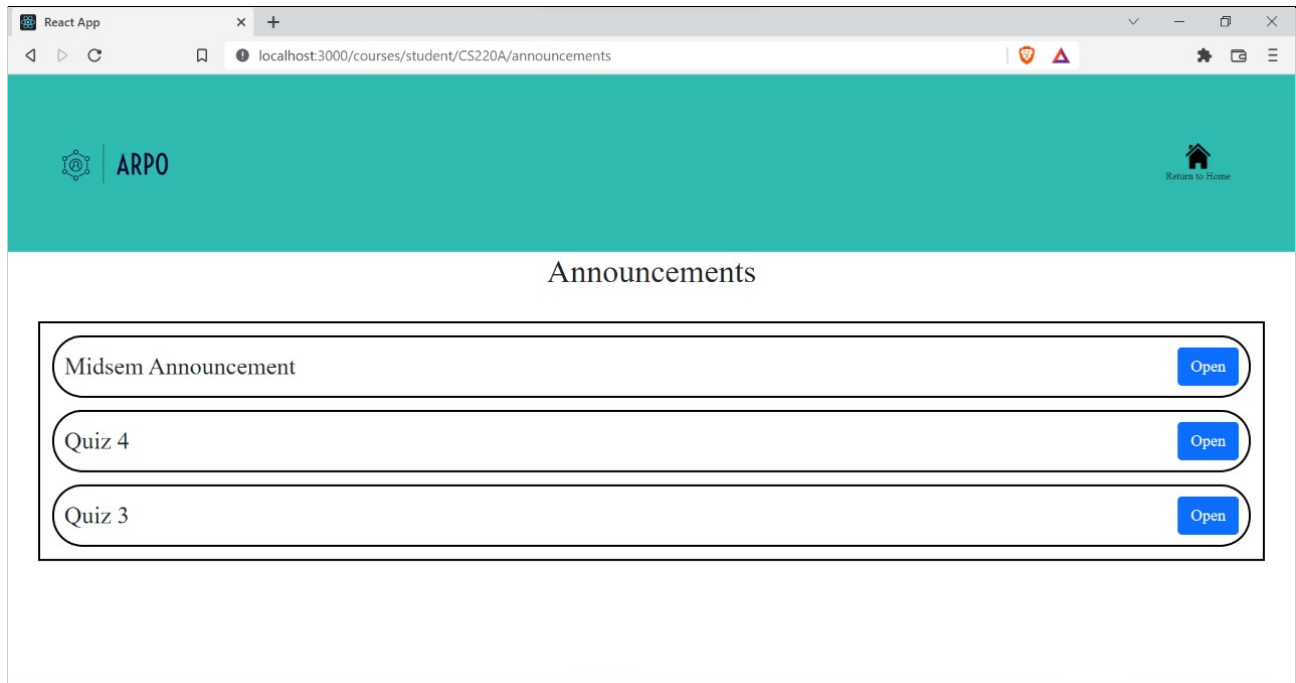 React App
localhost:3000/courses/student/CS220A/announcements
ARPO
Return to Home
Announcements
Midsem Announcement
Open
Quiz 4
Open
Quiz 3
Open